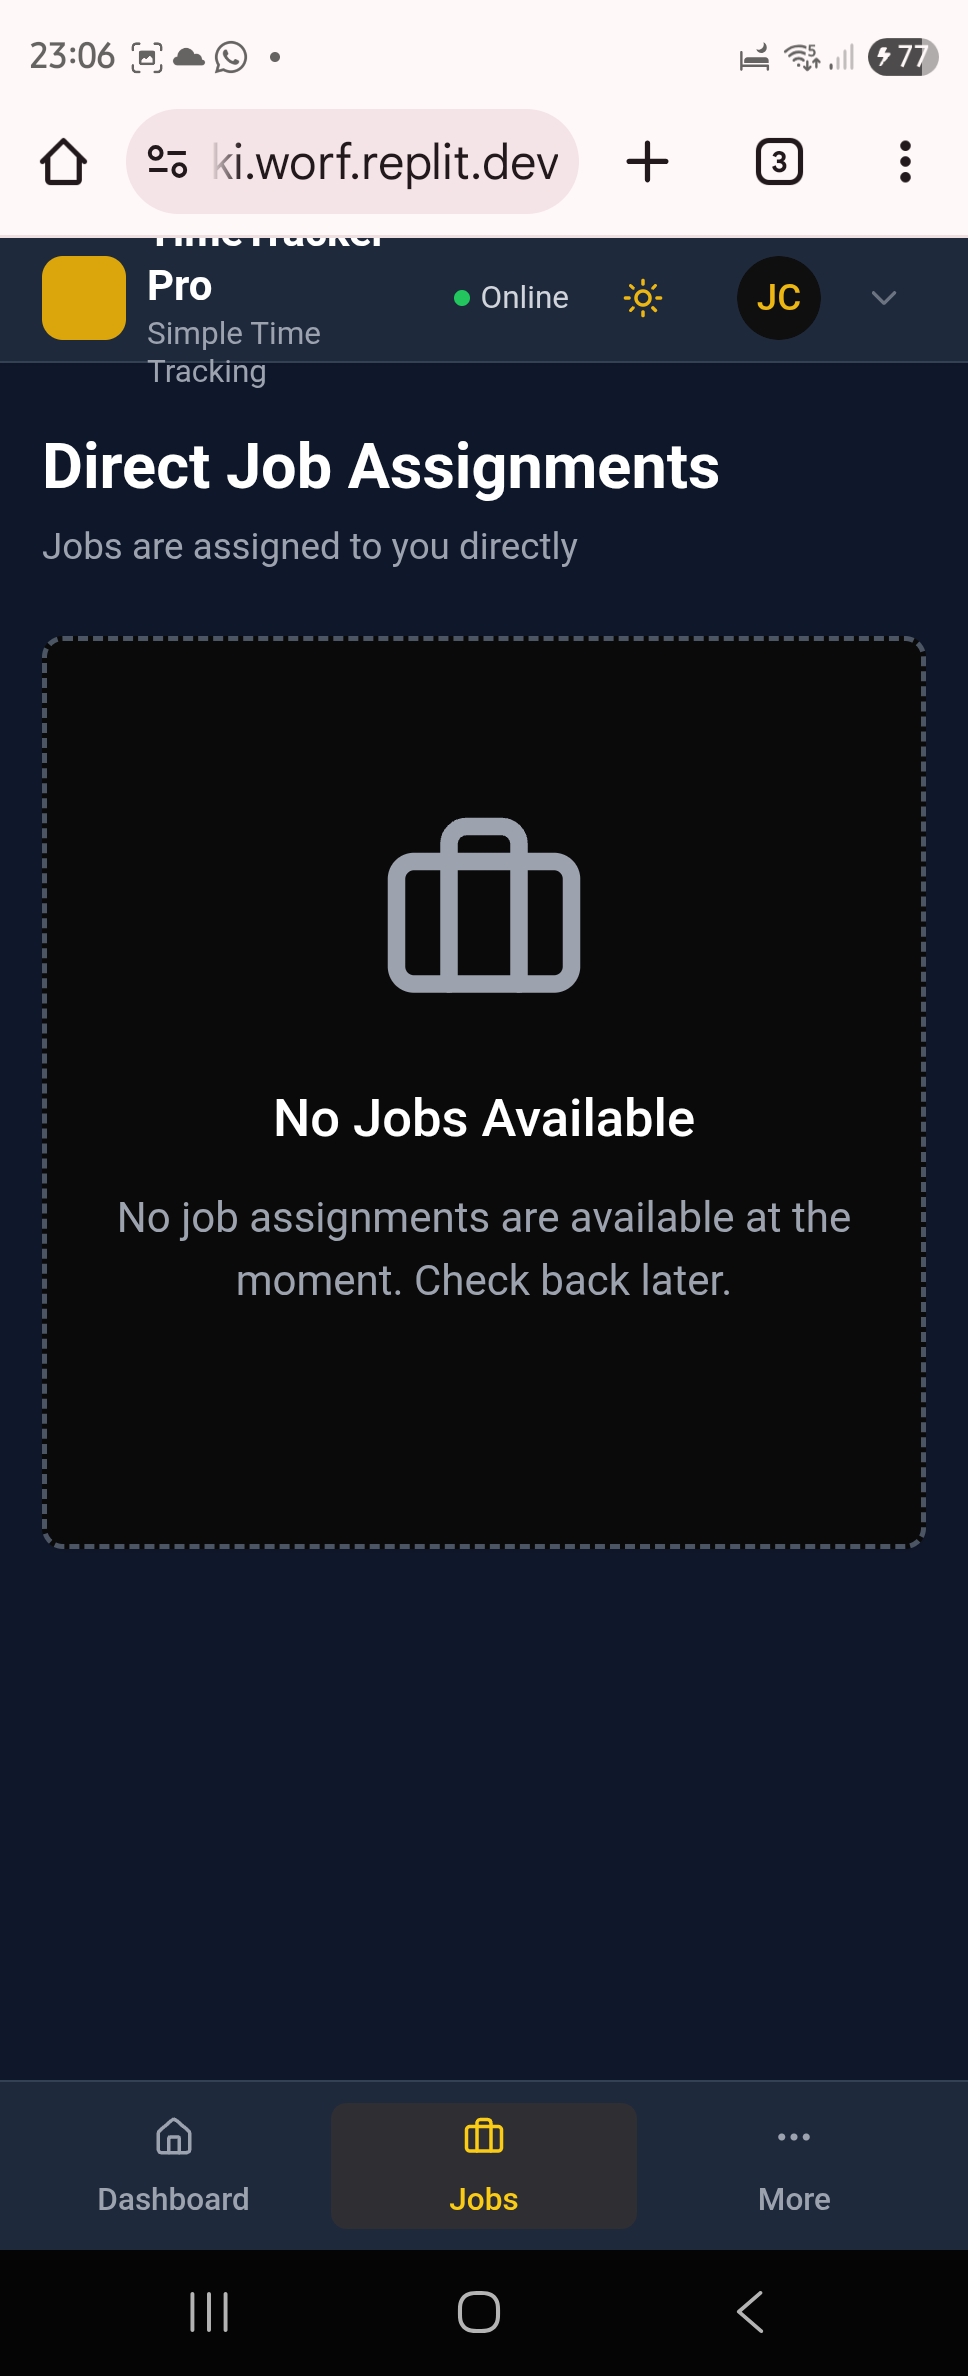 23:06
5
77
ki.worf.replit.dev
3
TimeTracker
Pro
Simple Time
Tracking
Online
JC
Direct Job Assignments
Jobs are assigned to you directly
No Jobs Available
No job assignments are available at the
moment. Check back later.
Dashboard
Jobs
More